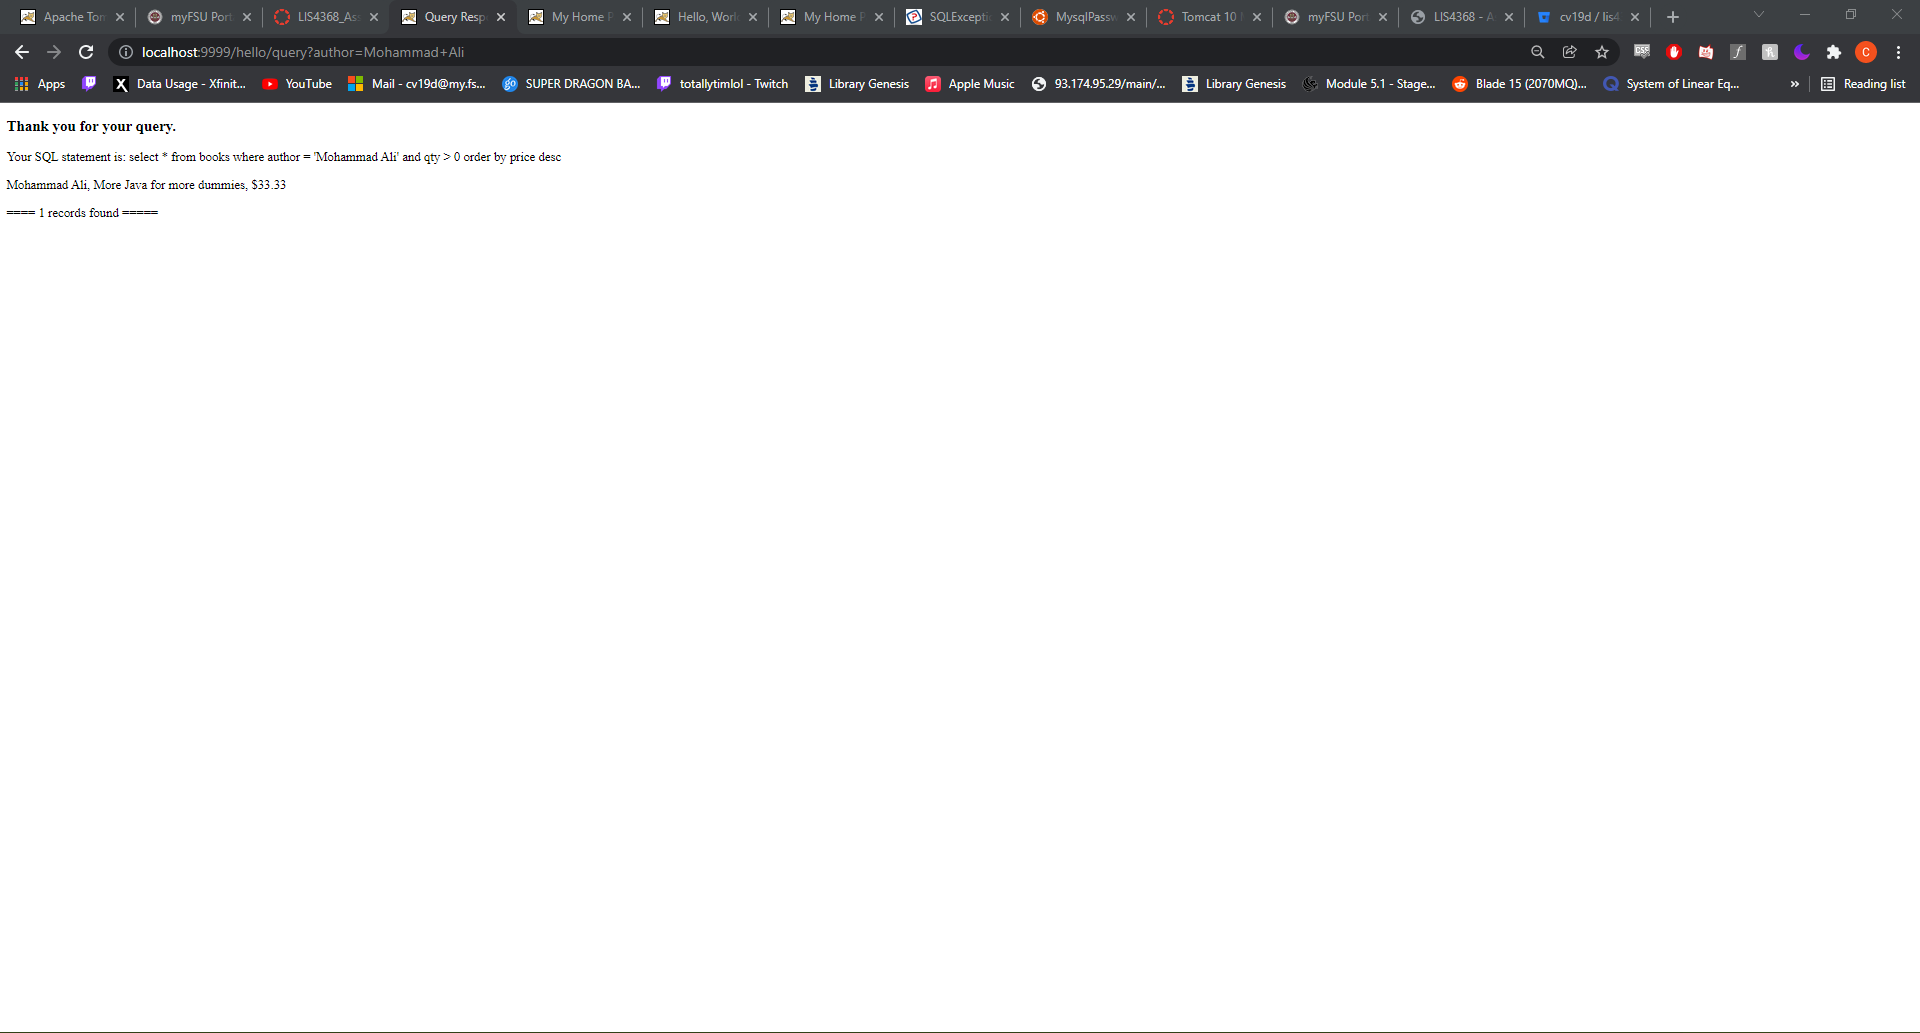 Apache Tom myFSU Port LIS4368_Ass Query Resp My Home P Hello, Worl My Home P SQLExcepti MysqlPassw Tomcat 10 myFSU Port LIS4368 - A cv19d / lis4
localhost:9999/hello/query?author=Mohammad+Ali
Apps Data Usage - Xfinit... YouTube Mail - cv19d@my.fs... SUPER DRAGON BA... totallytimlol - Twitch Library Genesis Apple Music 93.174.95.29/main/... Library Genesis Module 5.1 - Stage... Blade 15 (2070MQ)... System of Linear Eq... » Reading list
Thank you for your query.
Your SQL statement is: select * from books where author = 'Mohammad Ali' and qty > 0 order by price desc
Mohammad Ali, More Java for more dummies, $33.33
==== 1 records found =====